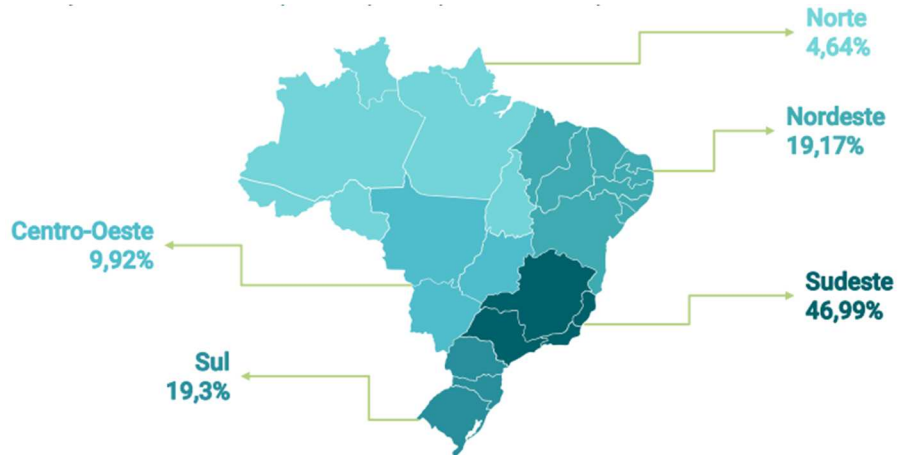 Norte
4,64%
Nordeste
19,17%
Centro-Oeste
9,92%
Sudeste
46,99%
Sul
19,3%